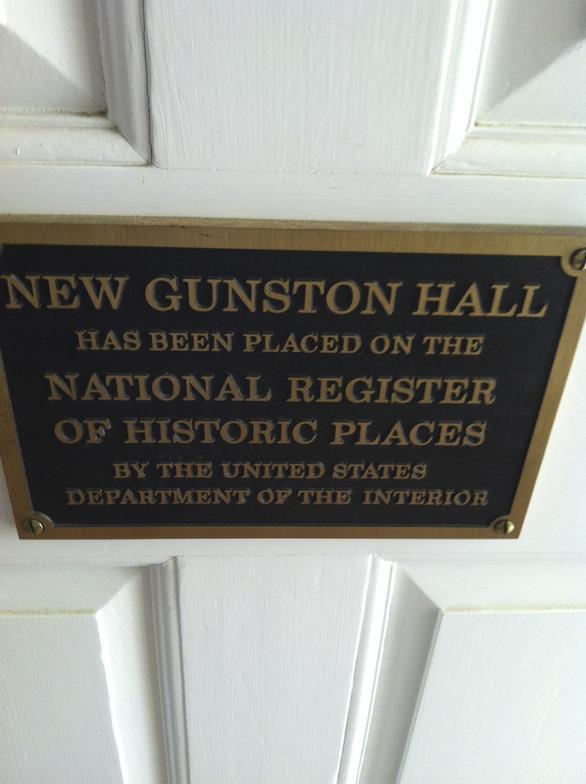 NEW GUNSTON HALL
HAS BEEN PLACED ON THE
NATIONAL REGISTER
OF HISTORIC PLACES
BY THE UNITED STATES
DEPARTMENT OF THE INTERIOR